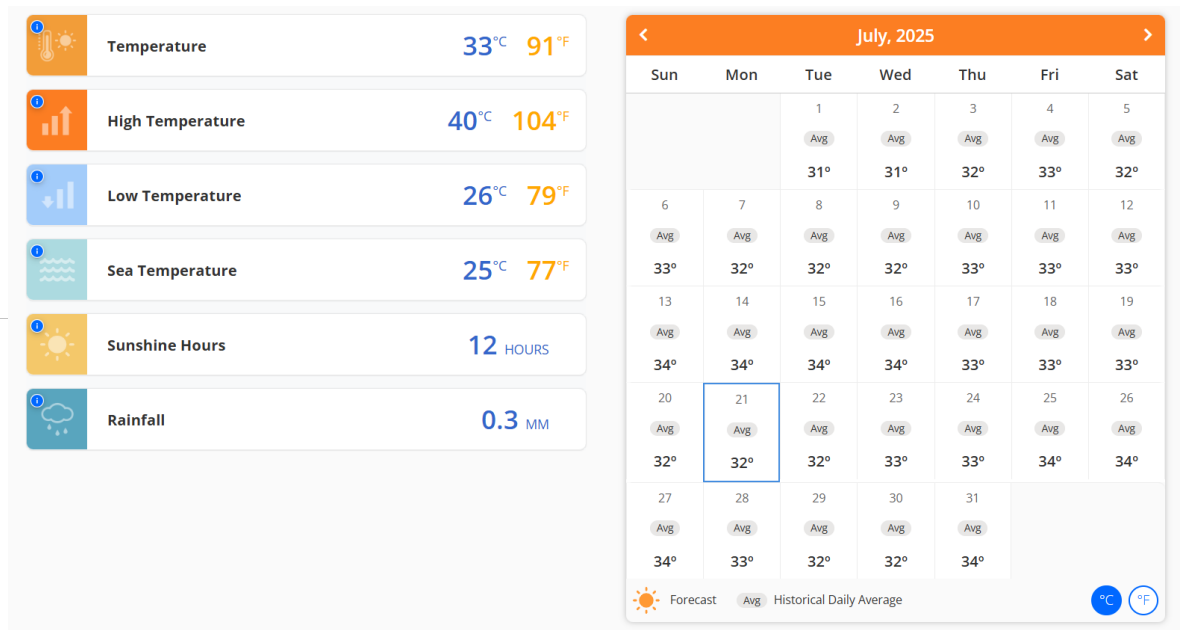 Temperature 33°C 91°F
High Temperature 40°C 104°F
Low Temperature 26°C 79°F
Sea Temperature 25°C 77°F
Sunshine Hours 12 HOURS
Rainfall 0.3 MM
July, 2025
Sun Mon Tue Wed Thu Fri Sat
1 2 3 4 5
Avg Avg Avg Avg Avg
31° 31° 32° 33° 32°
6 7 8 9 10 11 12
Avg Avg Avg Avg Avg Avg Avg
33° 32° 32° 32° 33° 33° 33°
13 14 15 16 17 18 19
Avg Avg Avg Avg Avg Avg Avg
34° 34° 34° 34° 33° 33° 33°
20 21 22 23 24 25 26
Avg Avg Avg Avg Avg Avg Avg
32° 32° 32° 33° 33° 34° 34°
27 28 29 30 31
Avg Avg Avg Avg Avg
34° 33° 32° 32° 34°
Forecast Avg Historical Daily Average °C °F